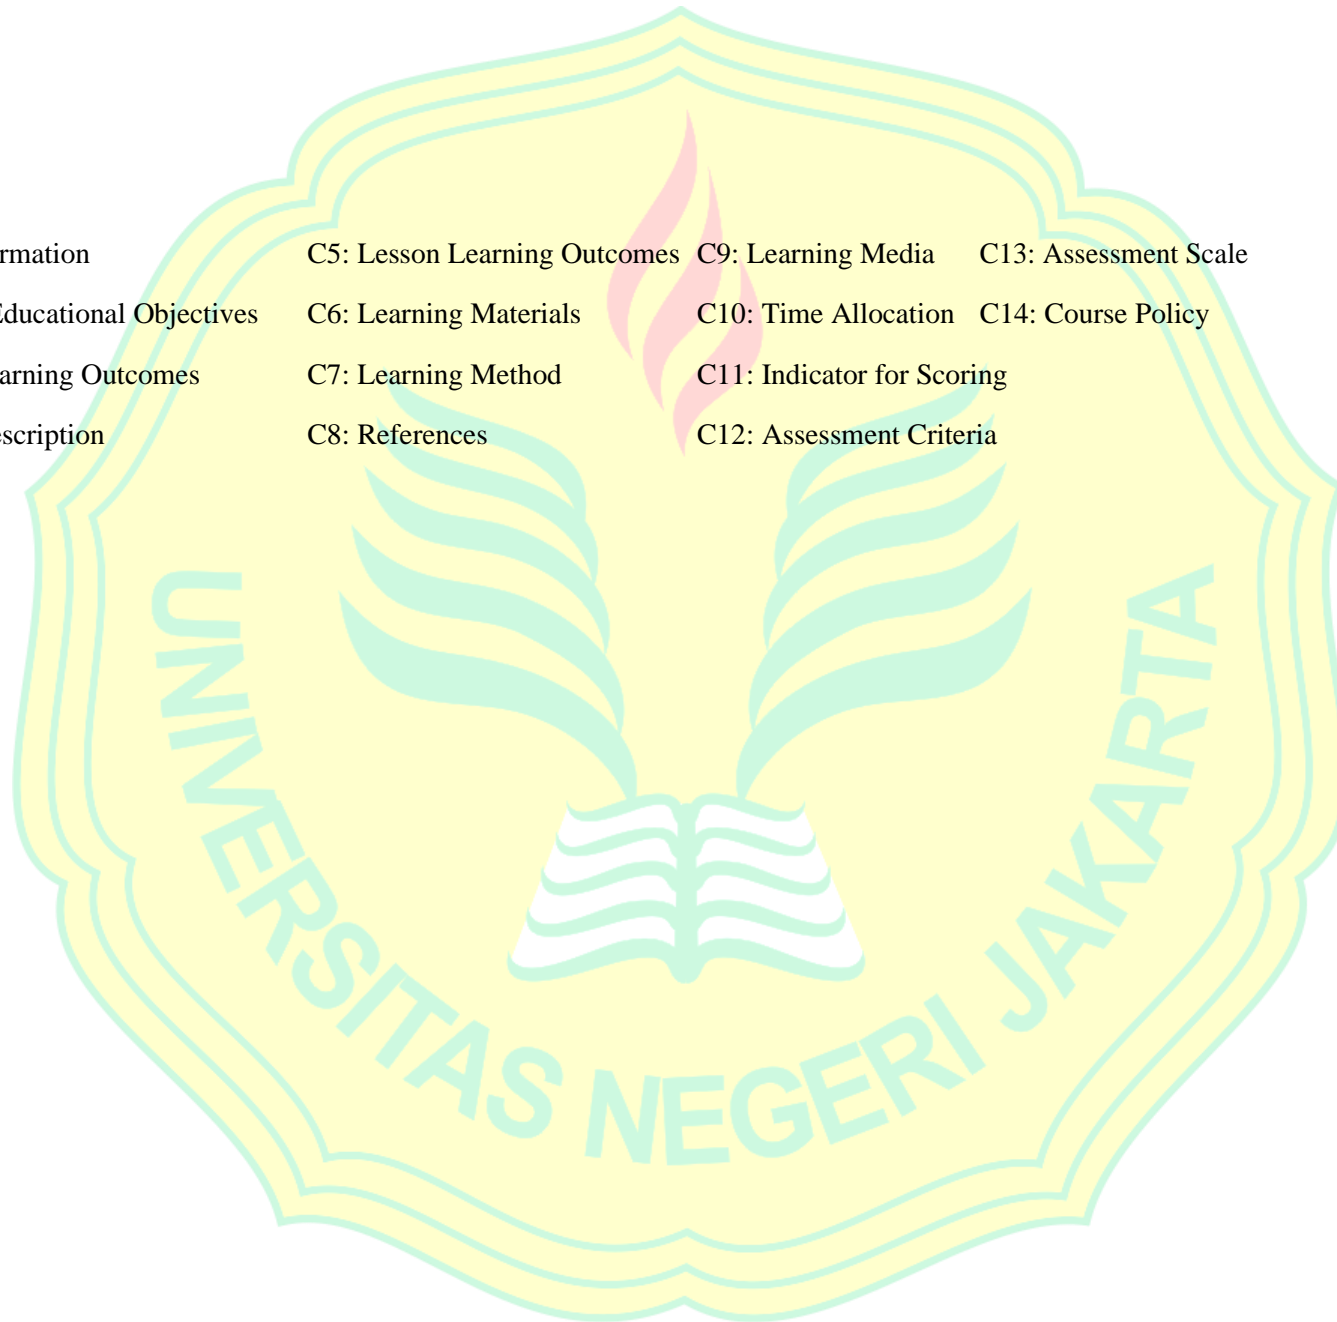 rmation C5: Lesson Learning Outcomes C9: Learning Media C13: Assessment Scale
Educational Objectives C6: Learning Materials C10: Time Allocation C14: Course Policy
arning Outcomes C7: Learning Method C11: Indicator for Scoring
escription C8: References C12: Assessment Criteria
UNIVERSITAS NEGERI JAKARTA